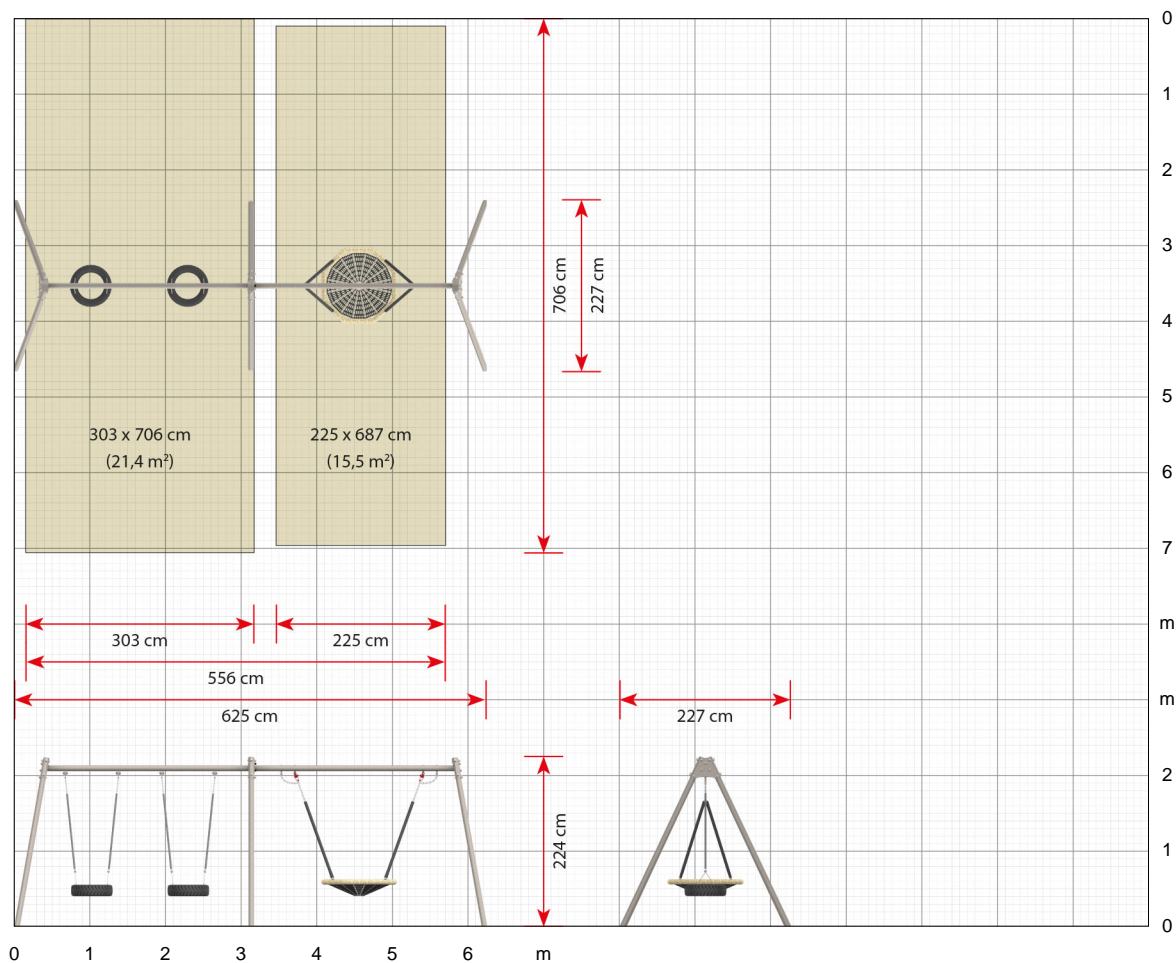 0
1
2
3
4
5
6
7
m
m
2
1
0
706 cm
227 cm
303 x 706 cm
(21,4 m²)
225 x 687 cm
(15,5 m²)
303 cm
225 cm
556 cm
625 cm
227 cm
224 cm
0 1 2 3 4 5 6 m